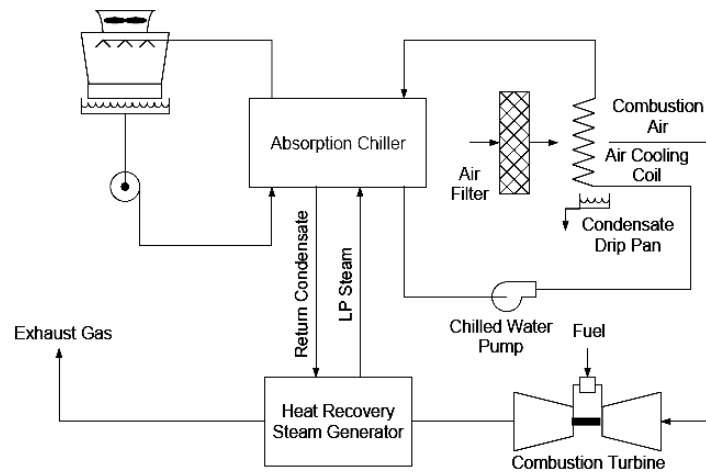 Absorption Chiller
Air
Filter
Combustion
Air
Air Cooling
Coil
Condensate
Drip Pan
Chilled Water
Pump
Return Condensate
LP Steam
Exhaust Gas
Fuel
Heat Recovery
Steam Generator
Combustion Turbine